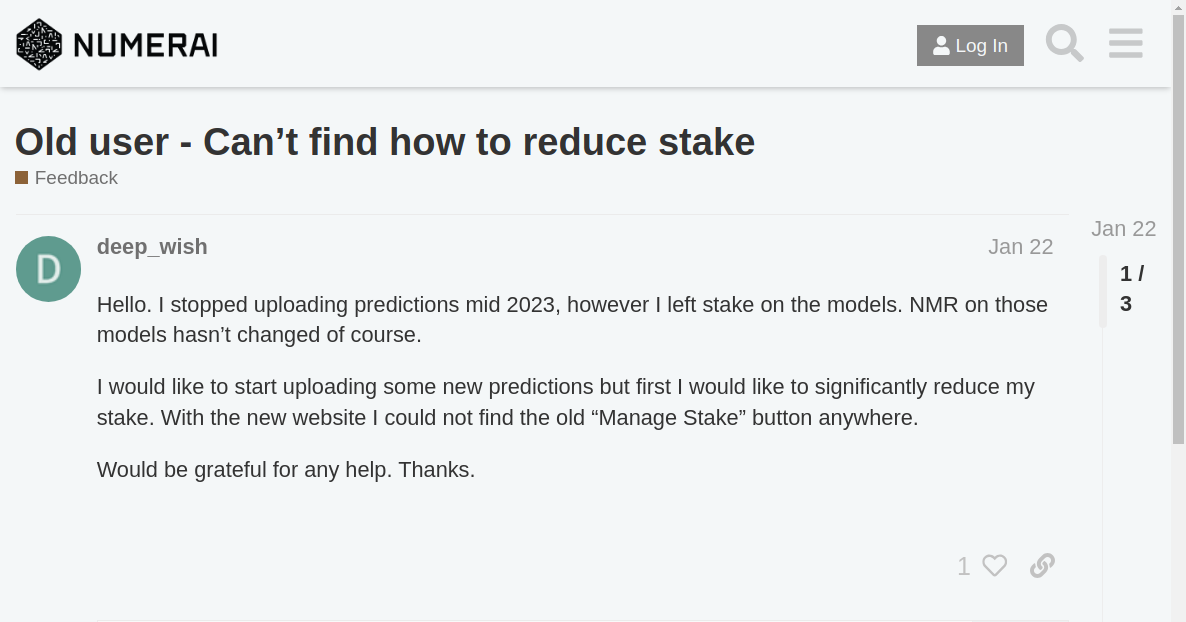 NUMERAI
Log In
Old user - Can’t find how to reduce stake
Feedback
Jan 22
1 /
3
D
deep_wish
Jan 22
Hello. I stopped uploading predictions mid 2023, however I left stake on the models. NMR on those
models hasn’t changed of course.
I would like to start uploading some new predictions but first I would like to significantly reduce my
stake. With the new website I could not find the old “Manage Stake” button anywhere.
Would be grateful for any help. Thanks.
1